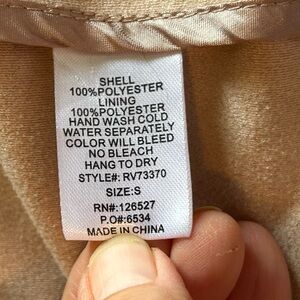 SHELL
100%POLYESTER
LINING
100%POLYESTER
HAND WASH COLD
WATER SEPARATELY
COLOR WILL BLEED
NO BLEACH
HANG TO DRY
STYLE#: RV73370
SIZE:S
RN#:126527
P.O#:6534
MADE IN CHINA